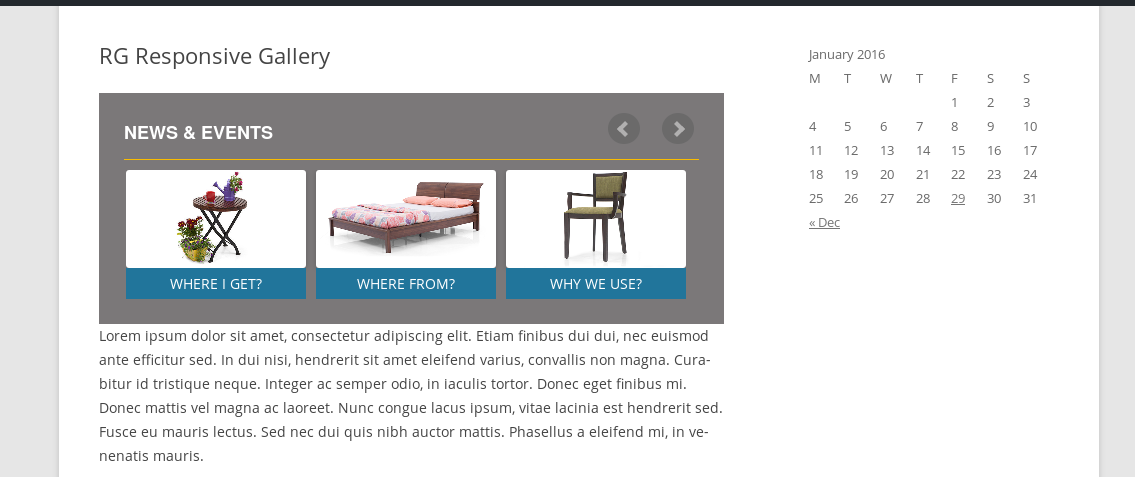 RG Responsive Gallery
NEWS & EVENTS
WHERE I GET?
WHERE FROM?
WHY WE USE?
Lorem ipsum dolor sit amet, consectetur adipiscing elit. Etiam finibus dui dui, nec euismod
ante efficitur sed. In dui nisi, hendrerit sit amet eleifend varius, convallis non magna. Cura-
bitur id tristique neque. Integer ac semper odio, in iaculis tortor. Donec eget finibus mi.
Donec mattis vel magna ac laoreet. Nunc congue lacus ipsum, vitae lacinia est hendrerit sed.
Fusce eu mauris lectus. Sed nec dui quis nibh auctor mattis. Phasellus a eleifend mi, in ve-
nenatis mauris.
January 2016
M T W T F S S
1 2 3
4 5 6 7 8 9 10
11 12 13 14 15 16 17
18 19 20 21 22 23 24
25 26 27 28 29 30 31
« Dec